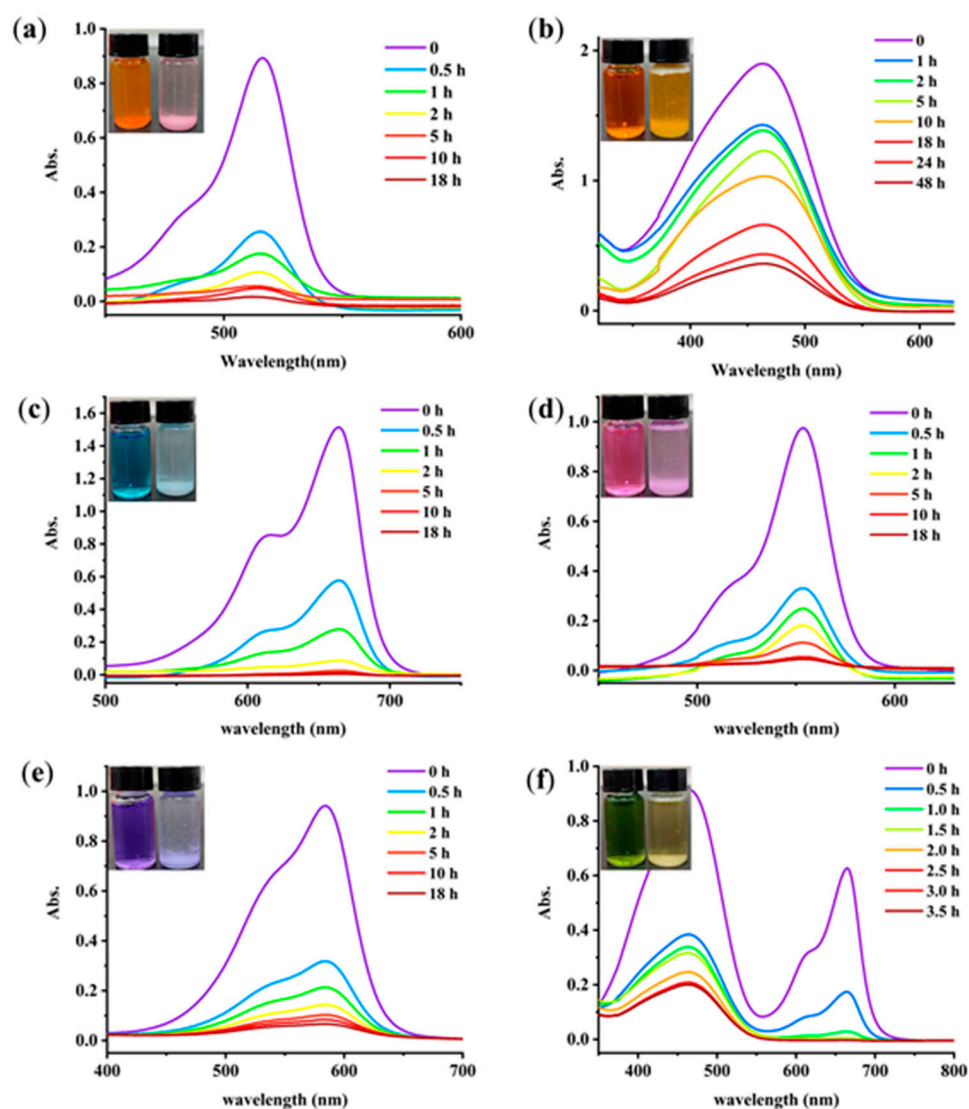 (a)
1.0
0.8
0.6
0.4
0.2
0.0
Abs.
500
600
Wavelength(nm)
0
0.5 h
1 h
2 h
5 h
10 h
18 h
(b)
2
1
0
Abs.
400
500
600
Wavelength (nm)
0
1 h
2 h
5 h
10 h
18 h
24 h
48 h
(c)
1.6
1.4
1.2
1.0
0.8
0.6
0.4
0.2
0.0
Abs.
500
600
700
wavelength (nm)
0 h
0.5 h
1 h
2 h
5 h
10 h
18 h
(d)
1.0
0.8
0.6
0.4
0.2
0.0
Abs.
500
600
wavelength (nm)
0 h
0.5 h
1 h
2 h
5 h
10 h
18 h
(e)
1.0
0.8
0.6
0.4
0.2
0.0
Abs.
400
500
600
700
wavelength (nm)
0 h
0.5 h
1 h
2 h
5 h
10 h
18 h
(f)
1.0
0.8
0.6
0.4
0.2
0.0
Abs.
400
500
600
700
800
wavelength (nm)
0 h
0.5 h
1.0 h
1.5 h
2.0 h
2.5 h
3.0 h
3.5 h